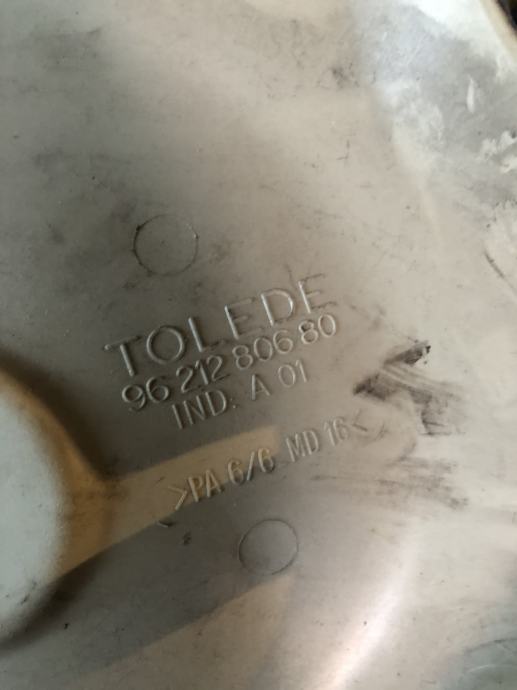 TOLEDE
96 212 806 80
IND. A 01
>PA 6/6 MD 16<